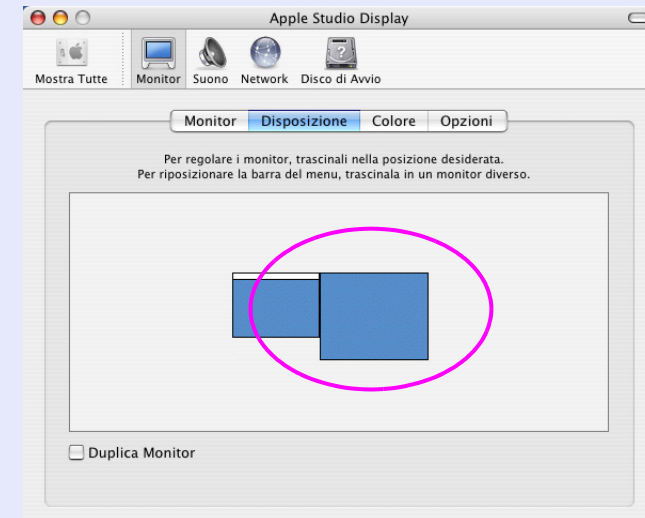 Apple Studio Display
Mostra Tutte Monitor Suono Network Disco di Avvio
Monitor Disposizione Colore Opzioni
Per regolare i monitor, trascinali nella posizione desiderata.
Per riposizionare la barra del menu, trascinala in un monitor diverso.
Duplica Monitor